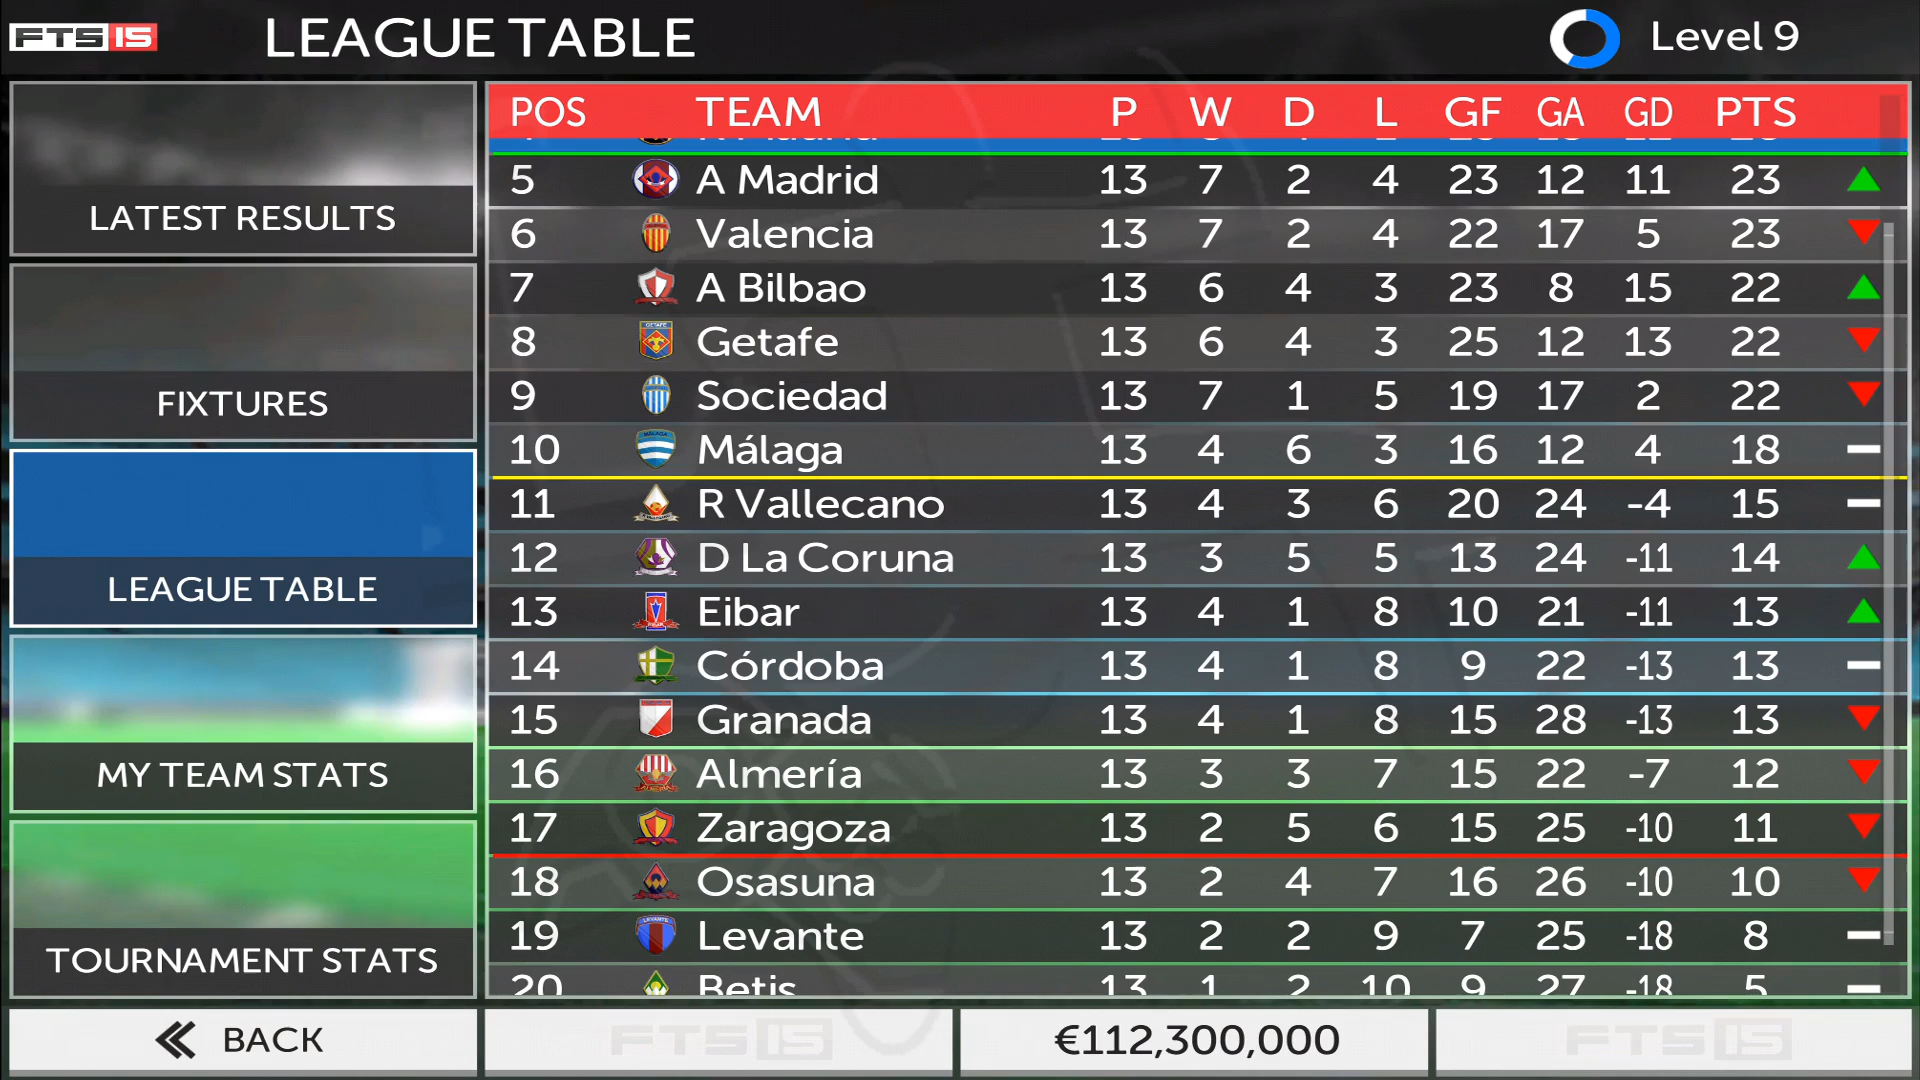 FTS 15 LEAGUE TABLE Level 9
LATEST RESULTS
FIXTURES
LEAGUE TABLE
MY TEAM STATS
TOURNAMENT STATS
POS TEAM P W D L GF GA GD PTS
5 A Madrid 13 7 2 4 23 12 11 23
6 Valencia 13 7 2 4 22 17 5 23
7 A Bilbao 13 6 4 3 23 8 15 22
8 Getafe 13 6 4 3 25 12 13 22
9 Sociedad 13 7 1 5 19 17 2 22
10 Málaga 13 4 6 3 16 12 4 18
11 R Vallecano 13 4 3 6 20 24 -4 15
12 D La Coruna 13 3 5 5 13 24 -11 14
13 Eibar 13 4 1 8 10 21 -11 13
14 Córdoba 13 4 1 8 9 22 -13 13
15 Granada 13 4 1 8 15 28 -13 13
16 Almería 13 3 3 7 15 22 -7 12
17 Zaragoza 13 2 5 6 15 25 -10 11
18 Osasuna 13 2 4 7 16 26 -10 10
19 Levante 13 2 2 9 7 25 -18 8
20 Betis 13 1 2 10 9 27 -18 5
BACK FTS 15 €112,300,000 FTS 15